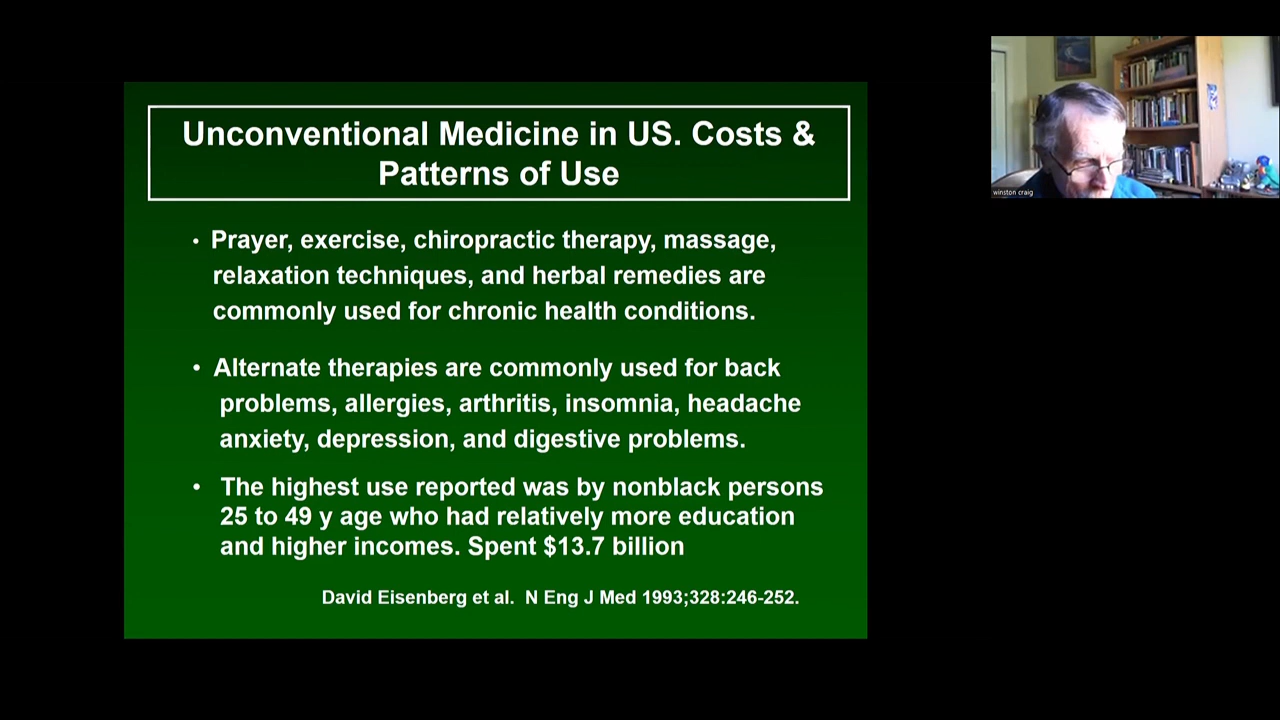 Unconventional Medicine in US. Costs &
Patterns of Use
• Prayer, exercise, chiropractic therapy, massage,
relaxation techniques, and herbal remedies are
commonly used for chronic health conditions.
• Alternate therapies are commonly used for back
problems, allergies, arthritis, insomnia, headache
anxiety, depression, and digestive problems.
• The highest use reported was by nonblack persons
25 to 49 y age who had relatively more education
and higher incomes. Spent $13.7 billion
David Eisenberg et al. N Eng J Med 1993;328:246-252.
winston craig